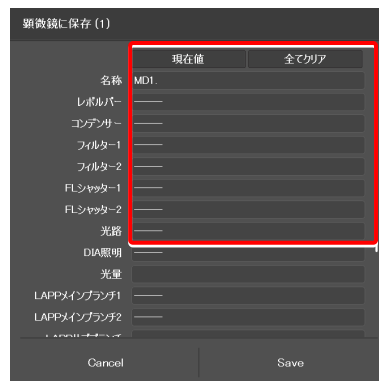 顕微鏡に保存 (1)
現在値 全てクリア
名称 MD1.
レボルバー ----
コンデンサー ----
フィルター1 ----
フィルター2 ----
FLシャッター1 ----
FLシャッター2 ----
光路 ----
DIA照明 ----
光量
LAPPメインブランチ1 ----
LAPPメインブランチ2 ----
Cancel Save